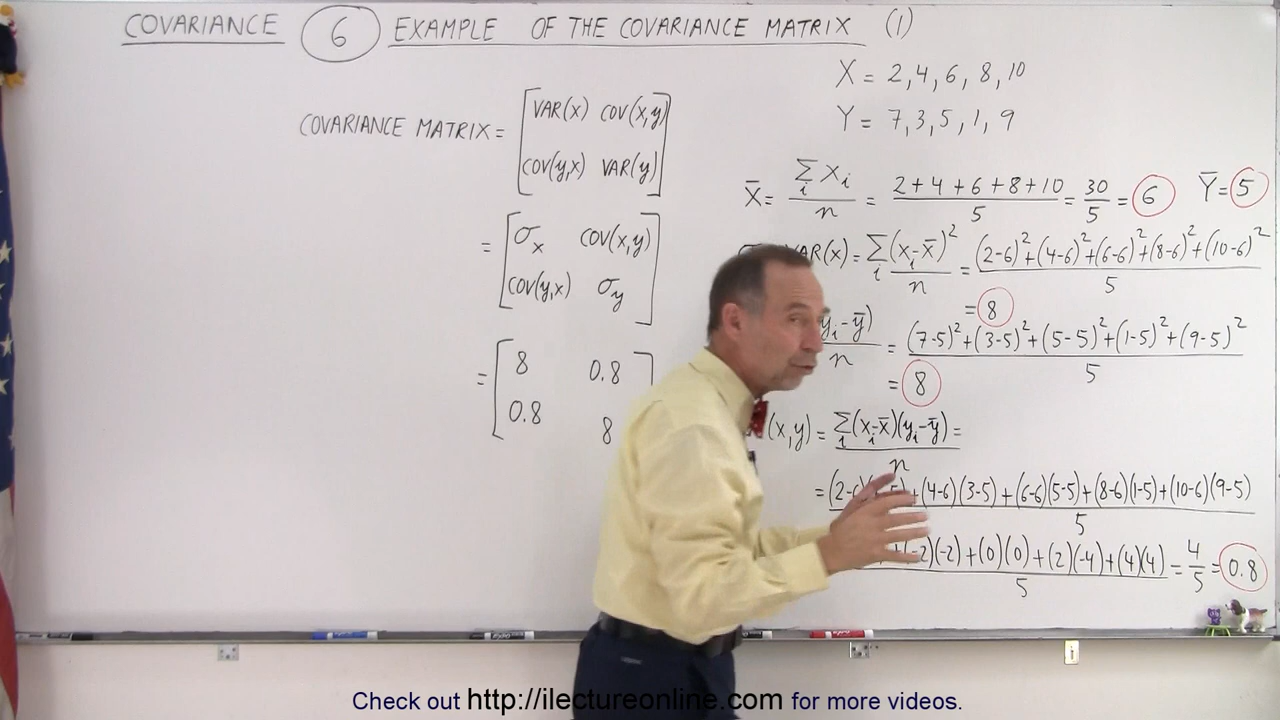 COVARIANCE 6 EXAMPLE OF THE COVARIANCE MATRIX (1)
X = 2, 4, 6, 8, 10
Y = 7, 3, 5, 1, 9
COVARIANCE MATRIX = [VAR(x) COV(x,y)
COV(y,x) VAR(y)]
= [σx COV(x,y)
COV(y,x) σy]
= [8 0.8
0.8 8
X̄ = Σi Xi / n = (2 + 4 + 6 + 8 + 10) / 5 = 30/5 = 6 Ȳ = 5
VAR(x) = Σi (xi - x̄)² / n = ((2-6)² + (4-6)² + (6-6)² + (8-6)² + (10-6)²) / 5
= 8
(yi - ȳ) / n = ((7-5)² + (3-5)² + (5-5)² + (1-5)² + (9-5)²) / 5
= 8
(x,y) = Σi (xi - x̄)(yi - ȳ) / n =
= (2-6)( 5) + (4-6)(3-5) + (6-6)(5-5) + (8-6)(1-5) + (10-6)(9-5) / 5
+ (-2)(-2) + (0)(0) + (2)(-4) + (4)(4) / 5 = 4/5 = 0.8
Check out http://ilectureonline.com for more videos.